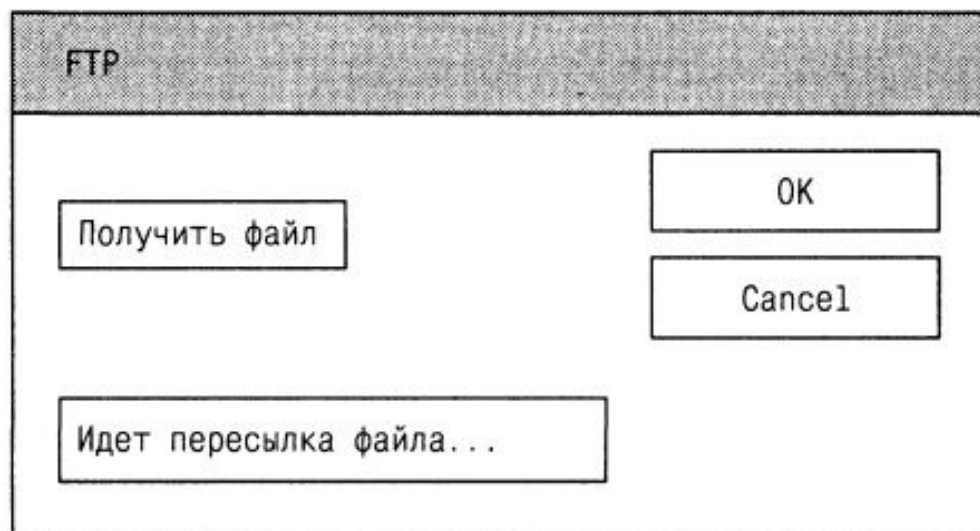 FTP
Получить файл
OK
Cancel
Идет пересылка файла...